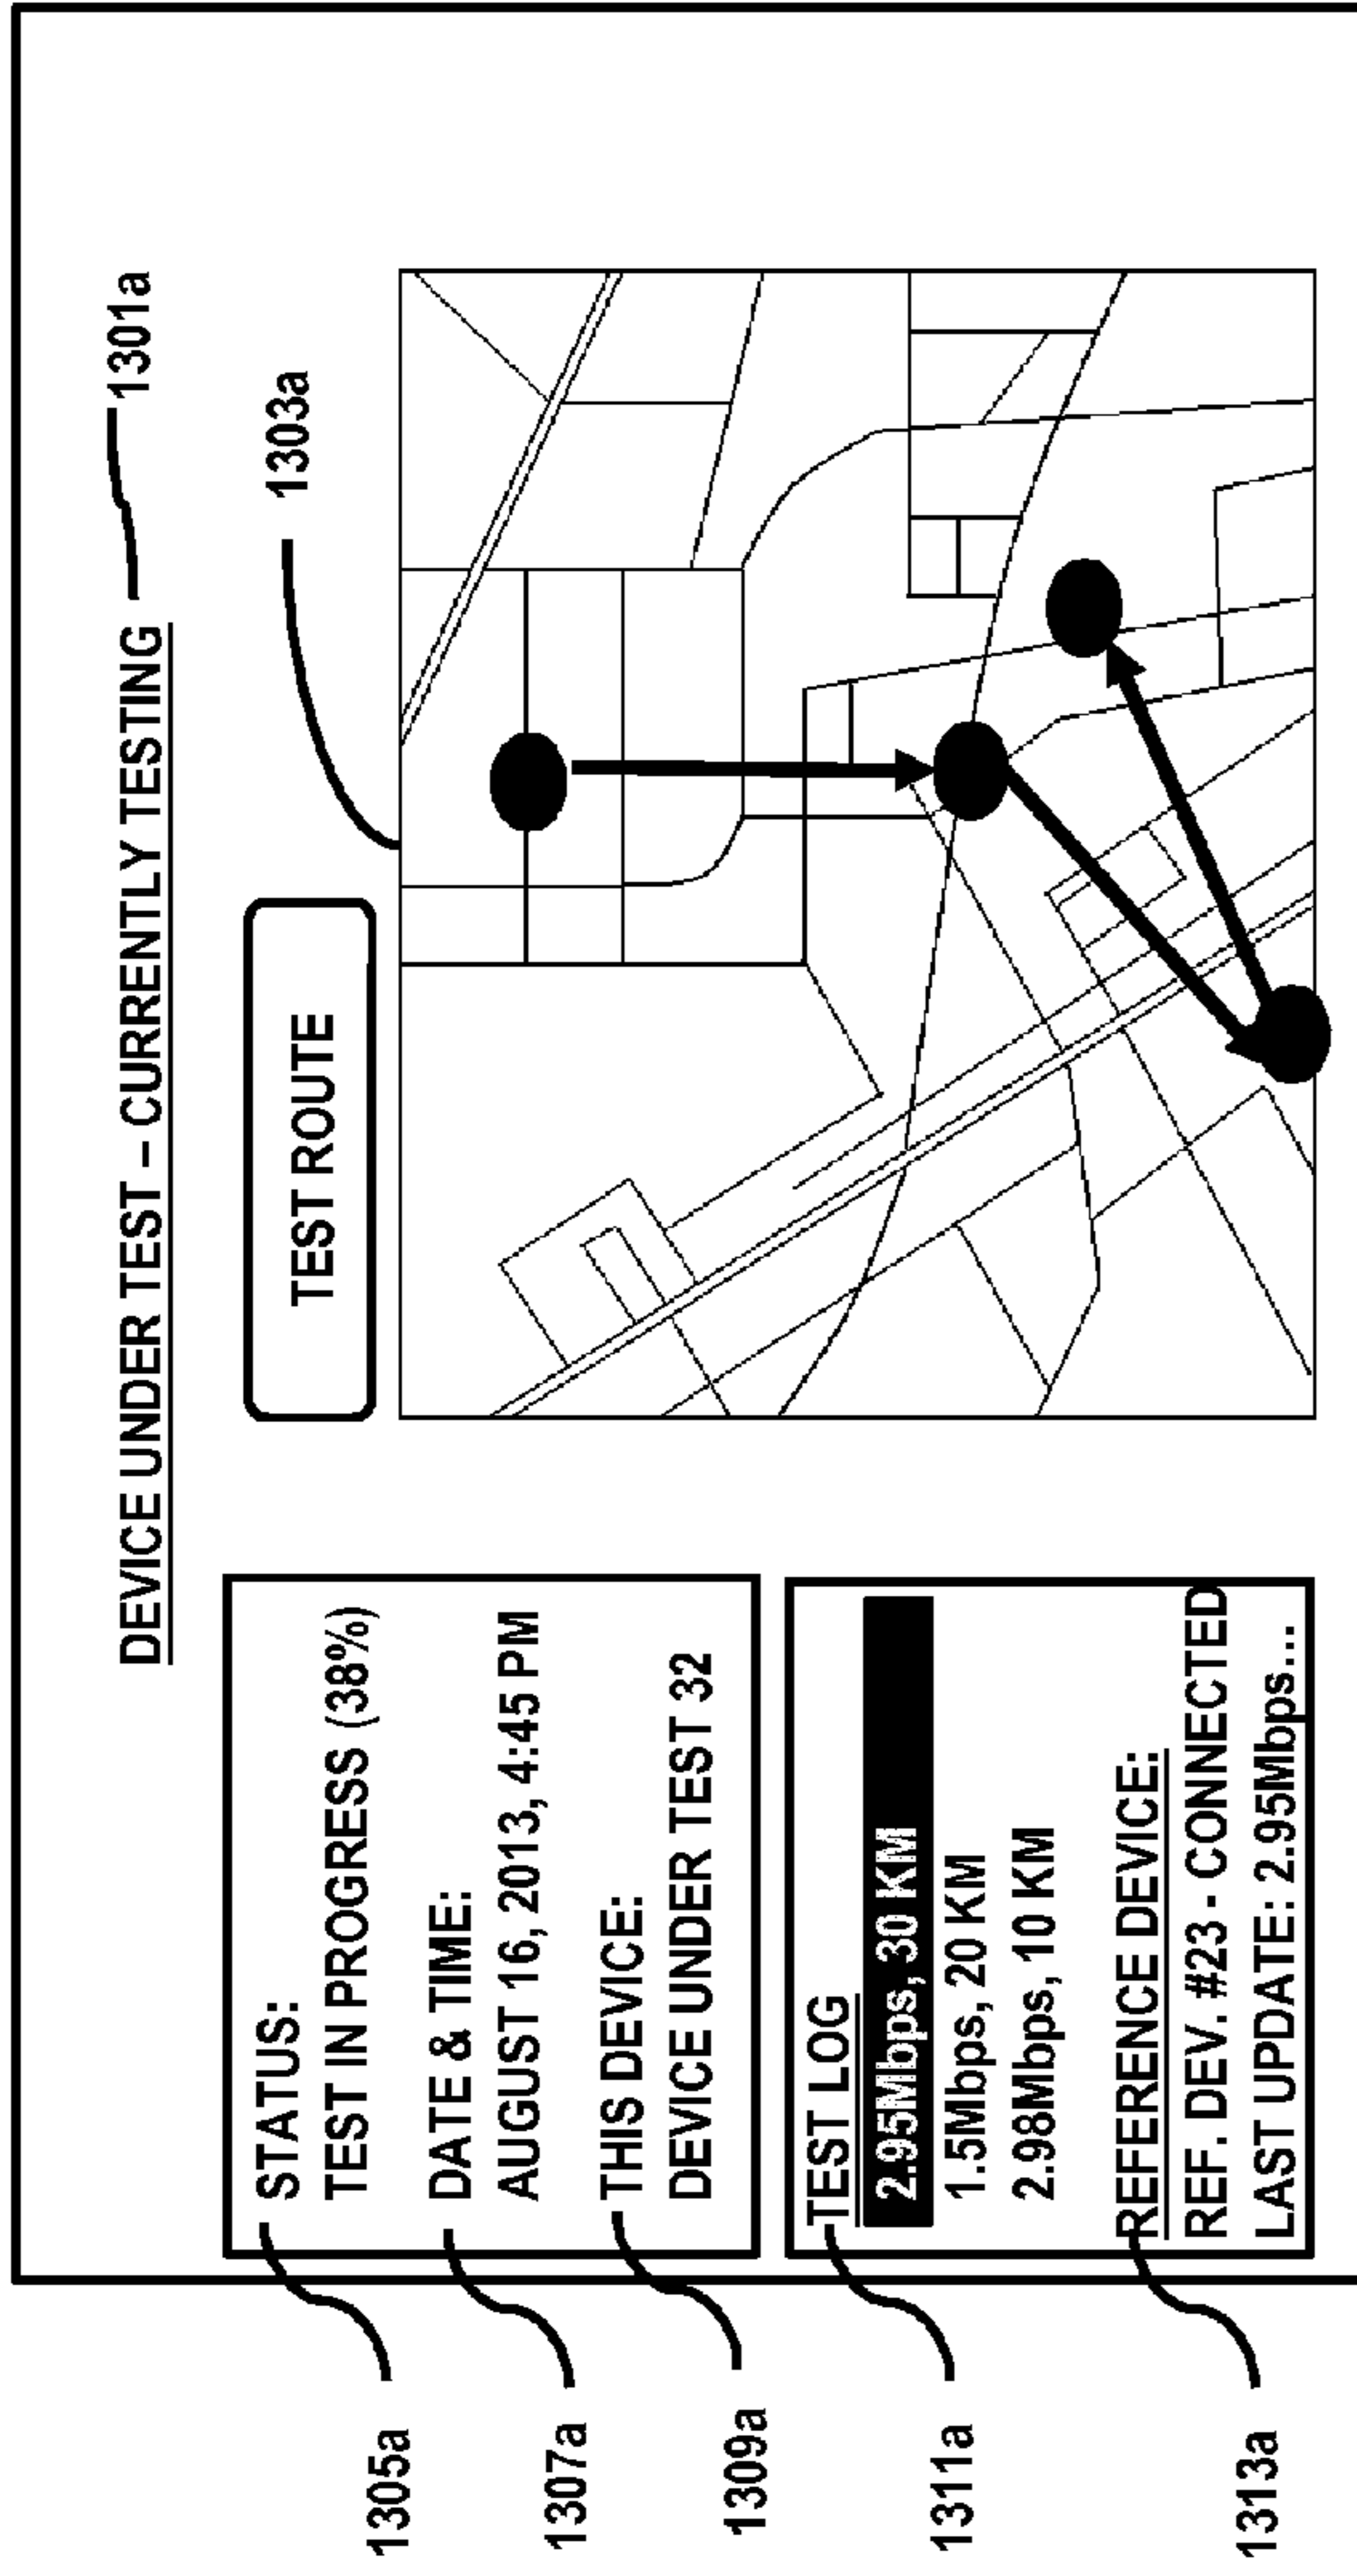 DEVICE UNDER TEST – CURRENTLY TESTING
1301a
TEST ROUTE
1303a
1305a
STATUS:
TEST IN PROGRESS (38%)
1307a
DATE & TIME:
AUGUST 16, 2013, 4:45 PM
1309a
THIS DEVICE:
DEVICE UNDER TEST 32
1311a
TEST LOG
2.95Mbps, 30 KM
1.5Mbps, 20 KM
2.98Mbps, 10 KM
1313a
REFERENCE DEVICE:
REF. DEV. #23 - CONNECTED
LAST UPDATE: 2.95Mbps...